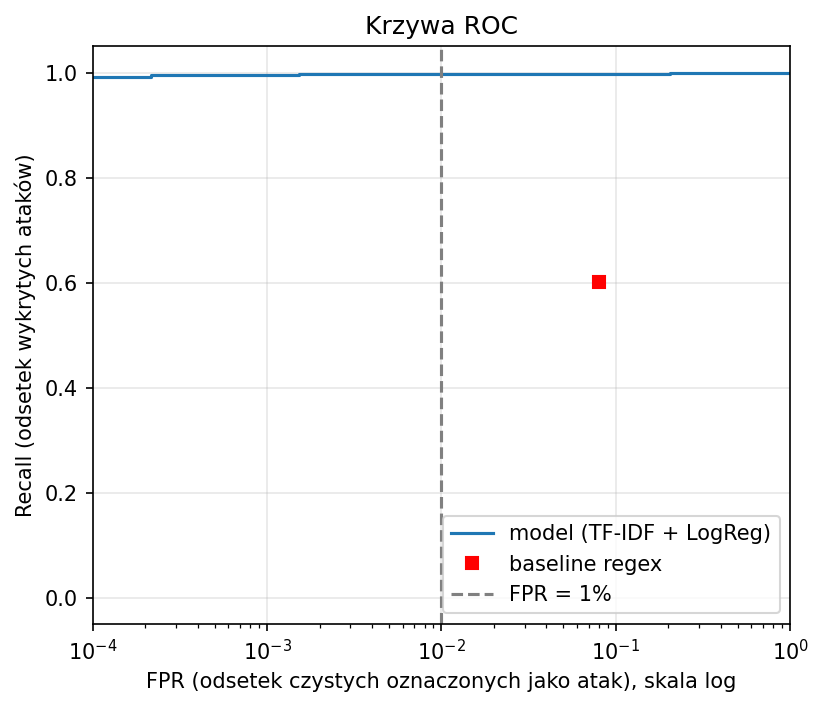 Krzywa ROC
Recall (odsetek wykrytych ataków)
1.0
0.8
0.6
0.4
0.2
0.0
model (TF-IDF + LogReg)
baseline regex
FPR = 1%
10⁻⁴ 10⁻³ 10⁻² 10⁻¹ 10⁰
FPR (odsetek czystych oznaczonych jako atak), skala log